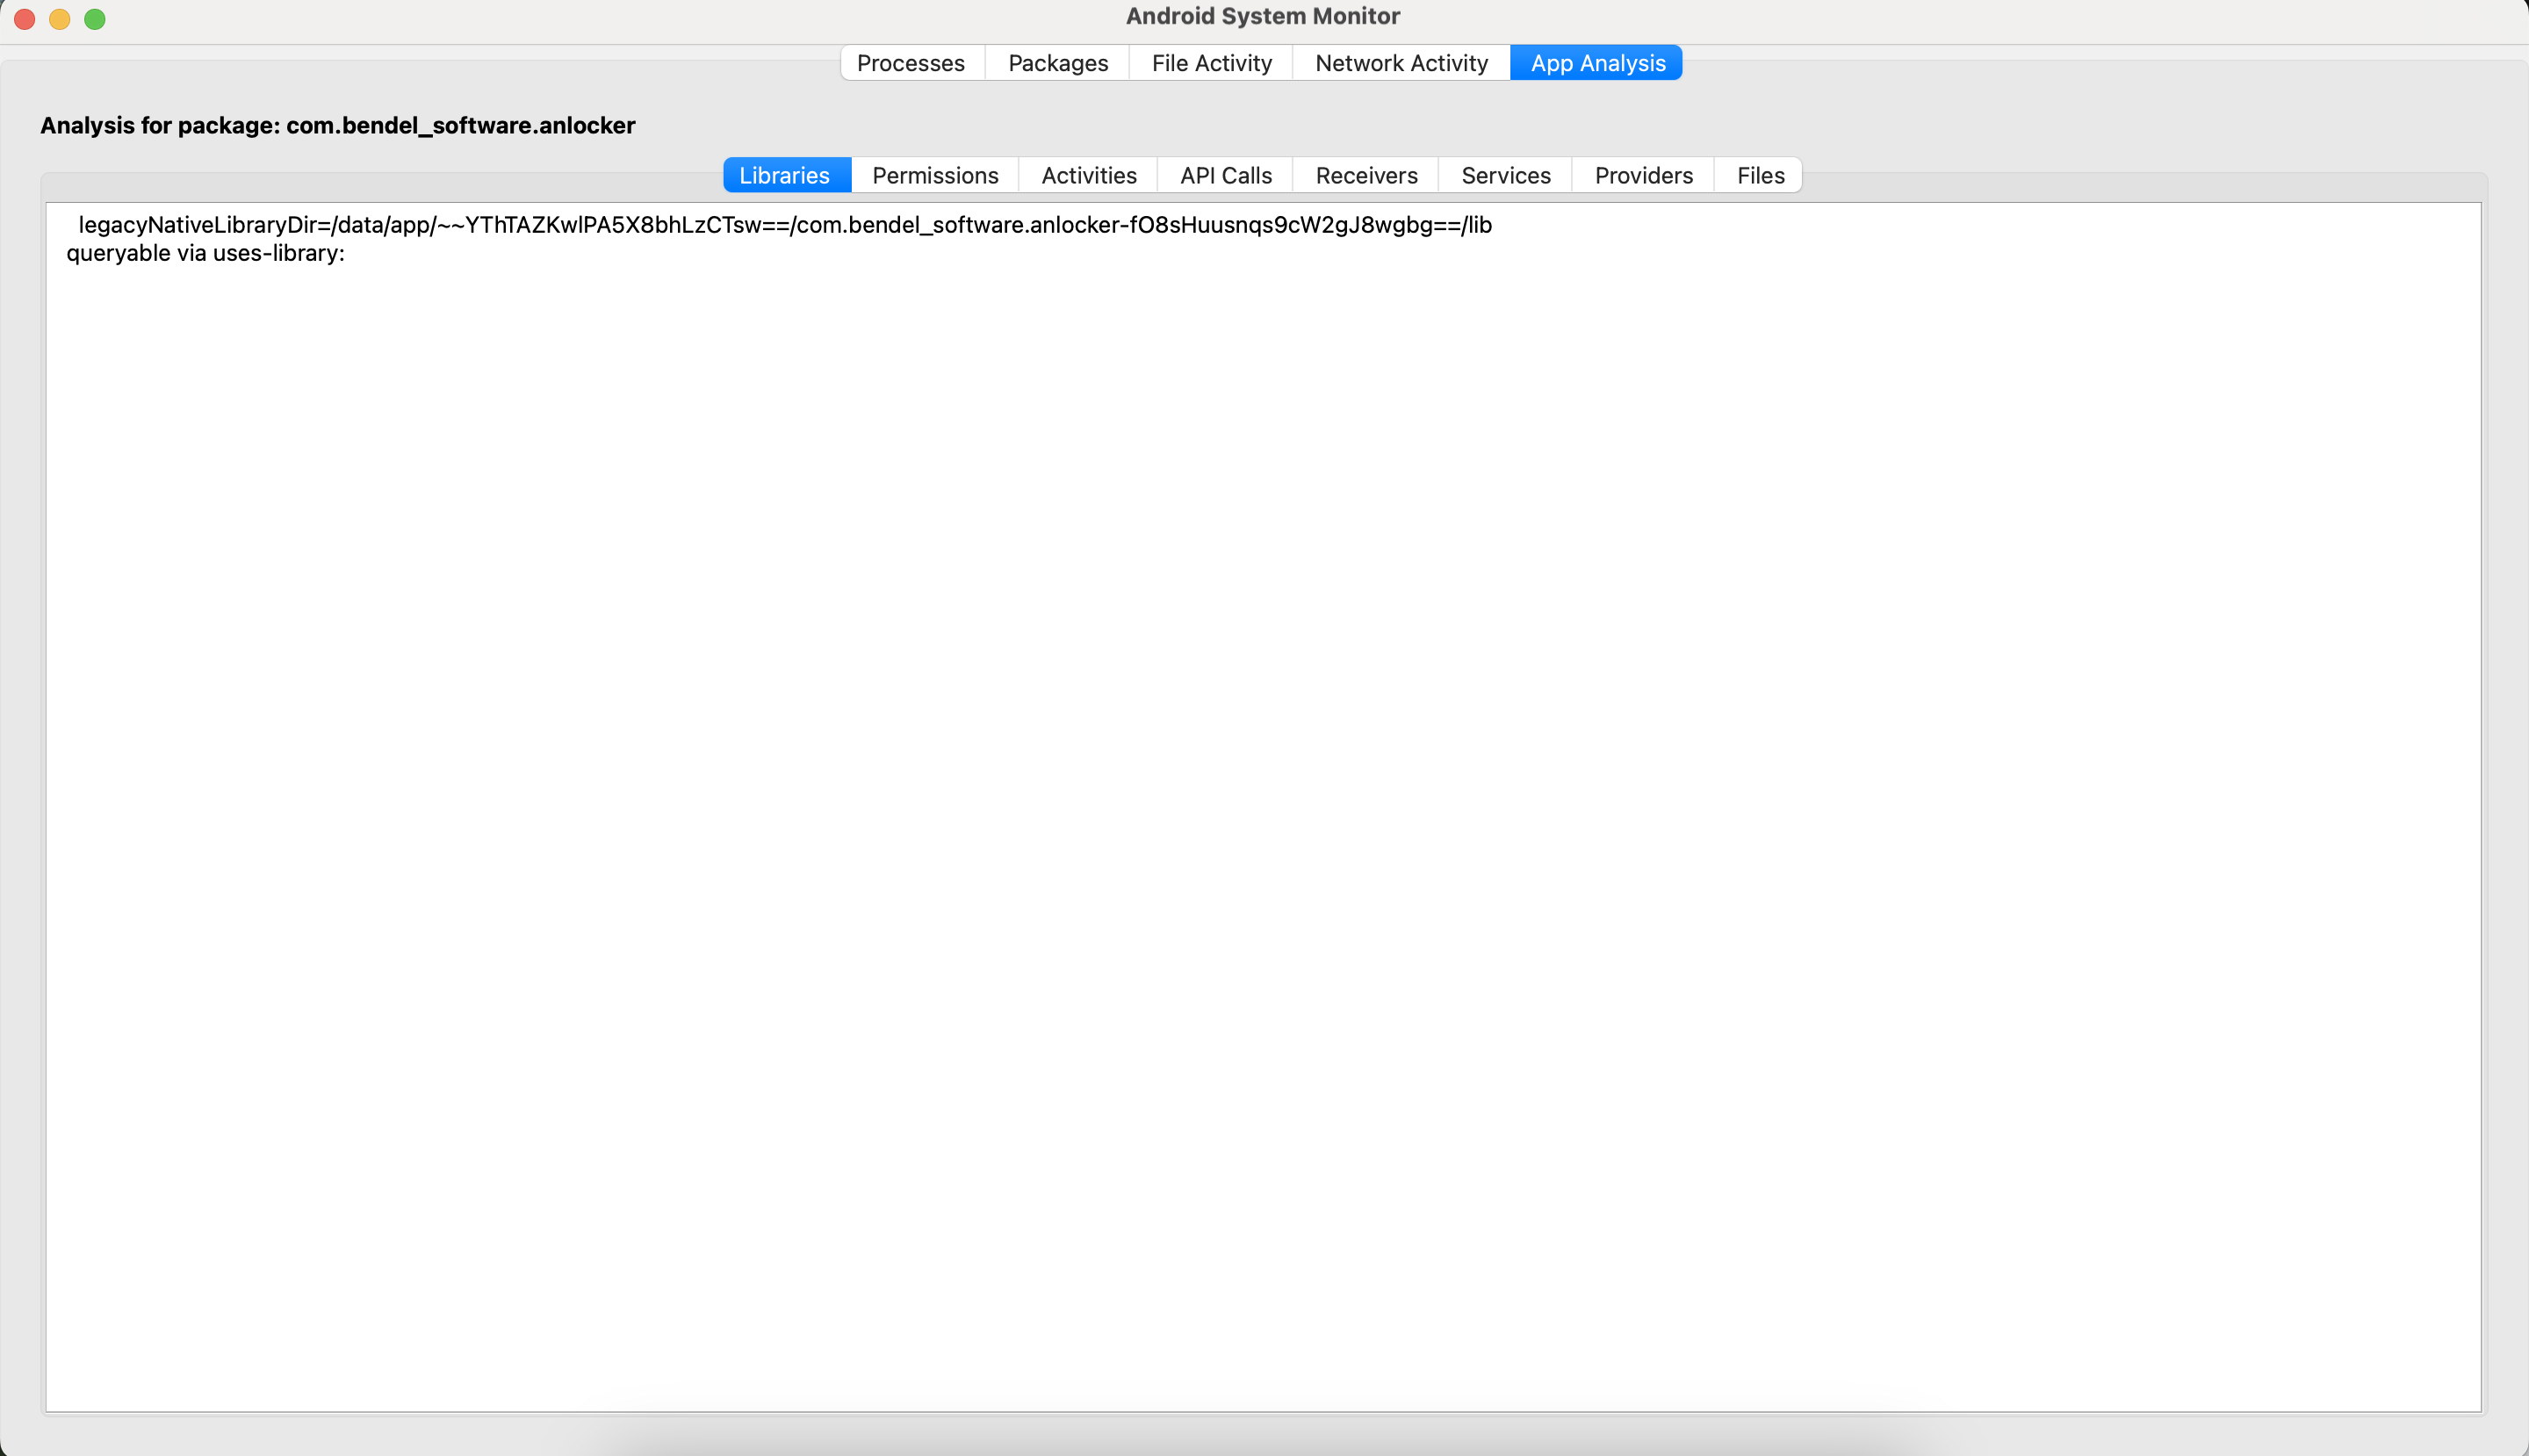 Android System Monitor
Processes Packages File Activity Network Activity App Analysis
Analysis for package: com.bendel_software.anlocker
Libraries Permissions Activities API Calls Receivers Services Providers Files
legacyNativeLibraryDir=/data/app/~~YThTAZKwlPA5X8bhLzCTsw==/com.bendel_software.anlocker-fO8sHuusnqs9cW2gJ8wgbg==/lib
queryable via uses-library: